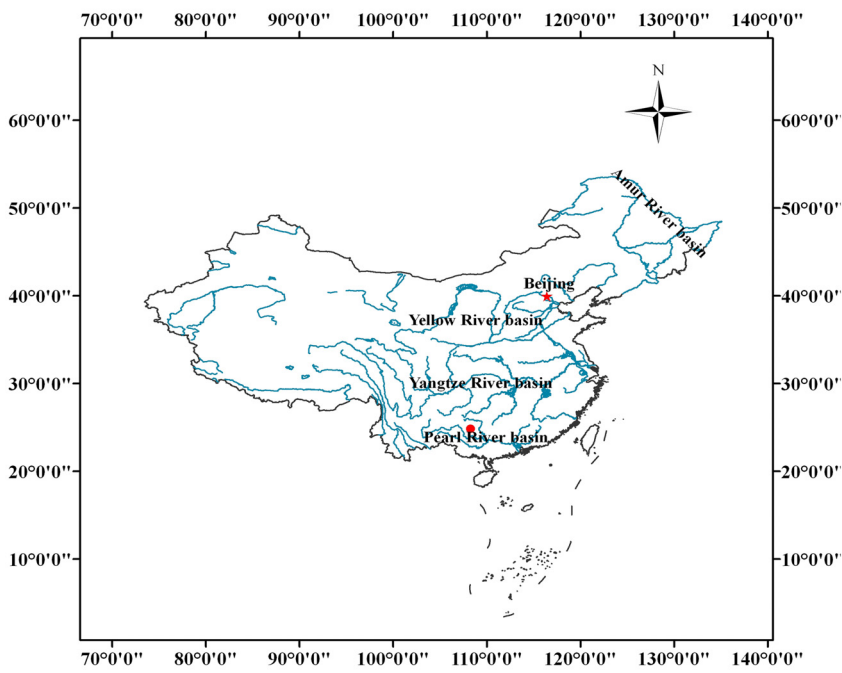 70°0'0" 80°0'0" 90°0'0" 100°0'0" 110°0'0" 120°0'0" 130°0'0" 140°0'0"
N
60°0'0" 60°0'0"
Amur River basin
50°0'0" 50°0'0"
Beijing
40°0'0" 40°0'0"
Yellow River basin
Yangtze River basin
30°0'0" 30°0'0"
Pearl River basin
20°0'0" 20°0'0"
10°0'0" 10°0'0"
70°0'0" 80°0'0" 90°0'0" 100°0'0" 110°0'0" 120°0'0" 130°0'0" 140°0'0"